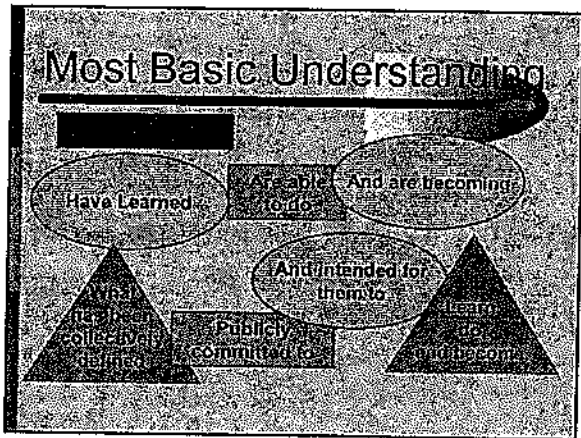 Most Basic Understanding
Have Learned
Are able
to do
And are becoming
And intended for
them to
What
has been
collectively
defined
Publicly
committed to
Learn
do
and become